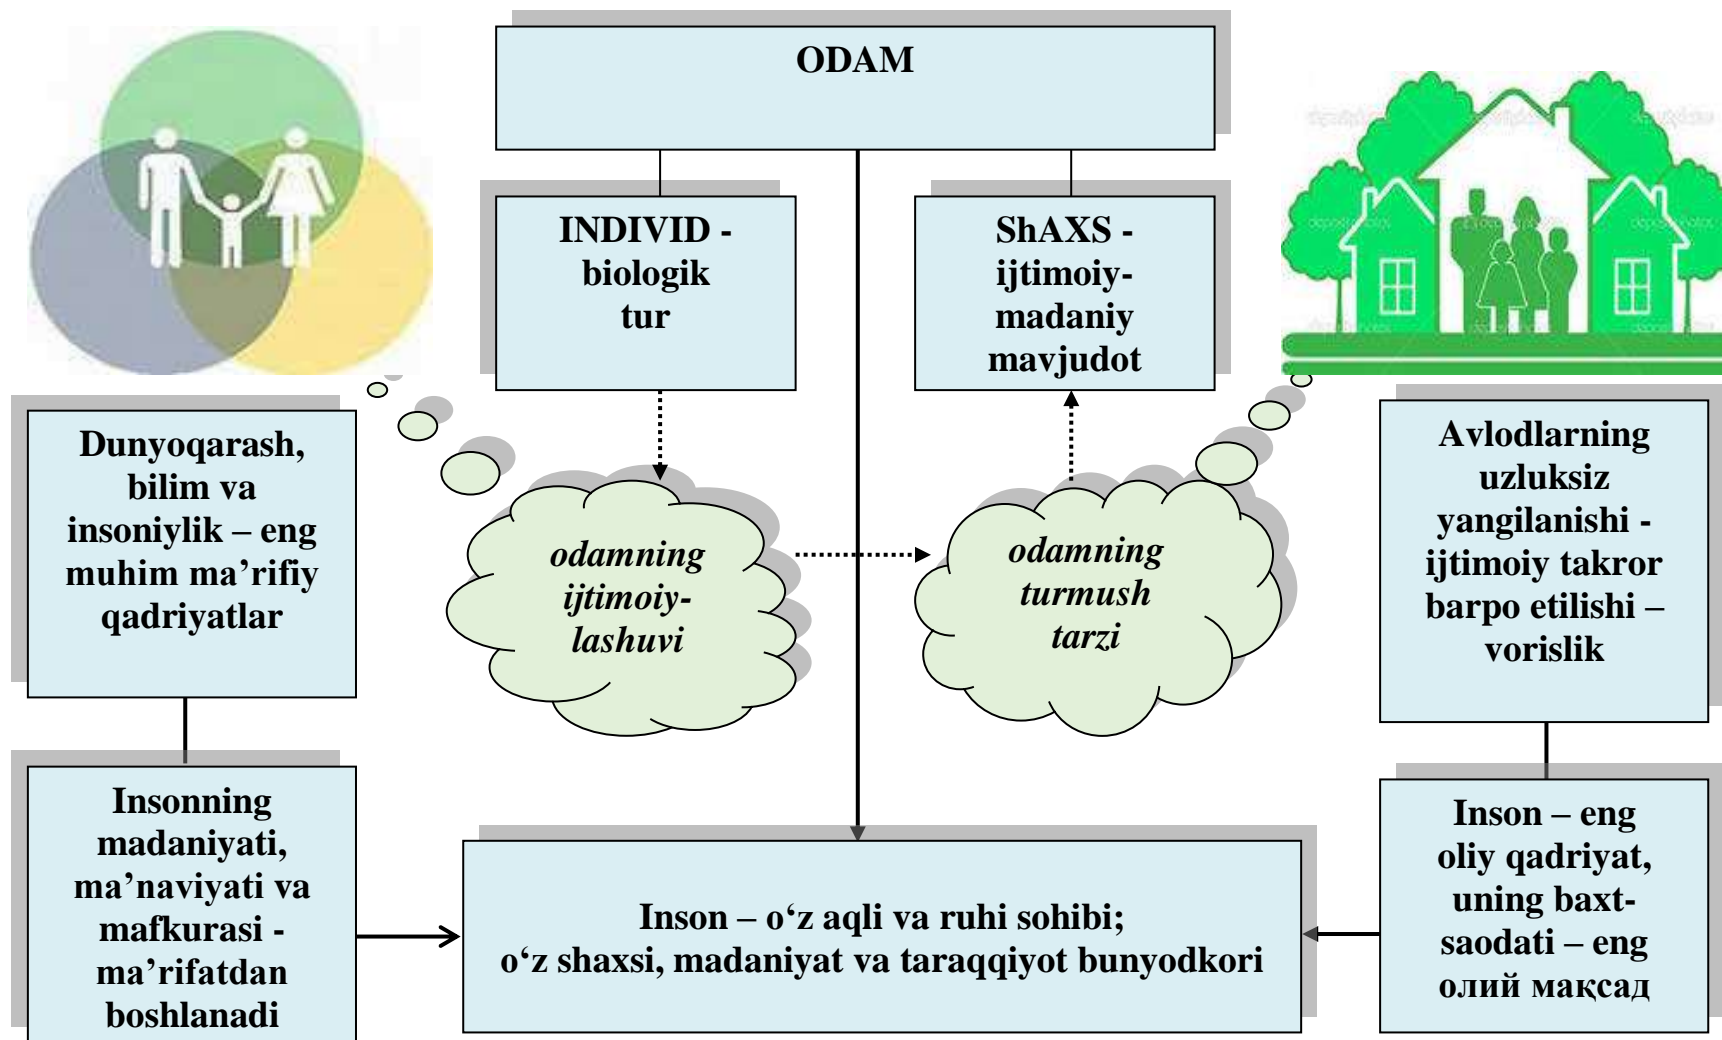 ODAM
INDIVID -
biologik
tur
ShAXS -
ijtimoiy-
madaniy
mavjudot
Dunyoqarash,
bilim va
insoniylik – eng
muhim ma’rifiy
qadriyatlar
odamning
ijtimoiy-
lashuvi
odamning
turmush
tarzi
Avlodlarning
uzluksiz
yangilanishi -
ijtimoiy takror
barpo etilishi –
vorislik
Insonning
madaniyati,
ma’naviyati va
mafkurasi -
ma’rifatdan
boshlanadi
Inson – o‘z aqli va ruhi sohibi;
o‘z shaxsi, madaniyat va taraqqiyot bunyodkori
Inson – eng
oliy qadriyat,
uning baxt-
saodati – eng
олий мақсад